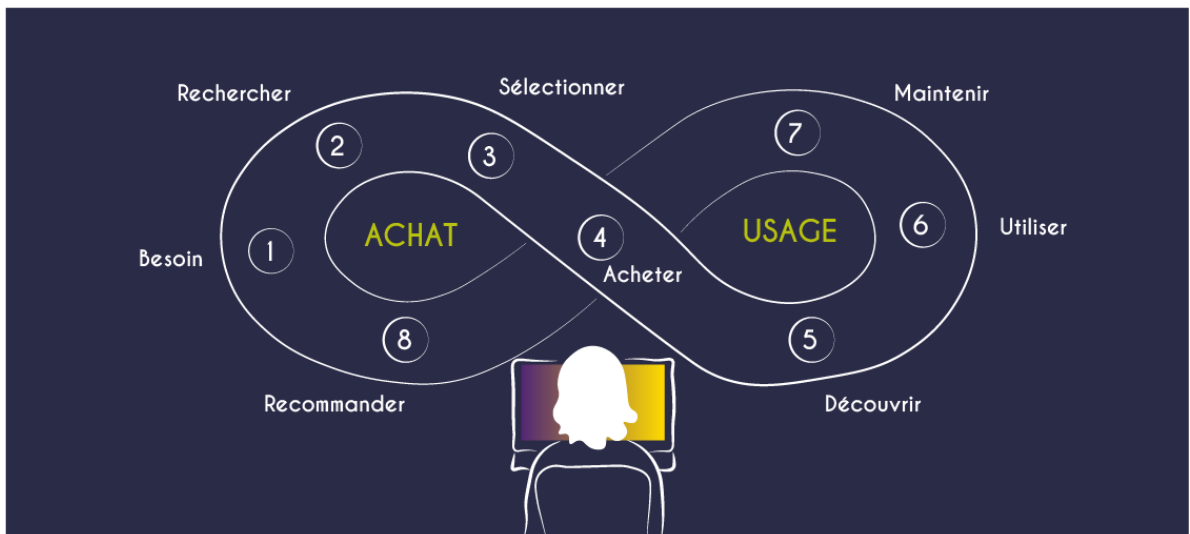 Rechercher
Sélectionner
Maintenir
2
3
7
Besoin
1
ACHAT
4
Acheter
USAGE
6
Utiliser
8
5
Recommander
Découvrir